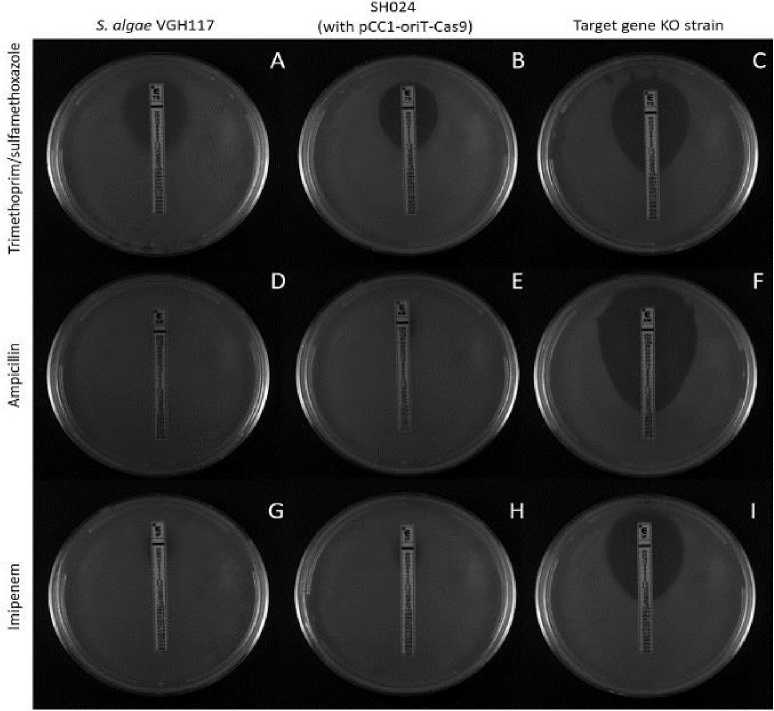 S. algae VGH117
SH024
(with pCC1-oriT-Cas9)
Target gene KO strain
Trimethoprim/sulfamethoxazole
A
B
C
Ampicillin
D
E
F
Imipenem
G
H
I